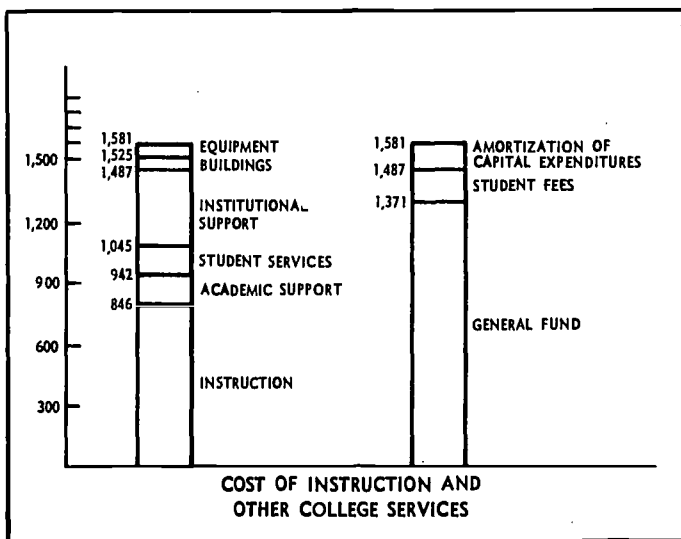 1,581
EQUIPMENT
1,525
BUILDINGS
1,487
1,500
INSTITUTIONAL
SUPPORT
1,200
1,045
STUDENT SERVICES
942
900
ACADEMIC SUPPORT
846
600
INSTRUCTION
300
1,581
AMORTIZATION OF
CAPITAL EXPENDITURES
1,487
STUDENT FEES
1,371
GENERAL FUND
COST OF INSTRUCTION AND
OTHER COLLEGE SERVICES